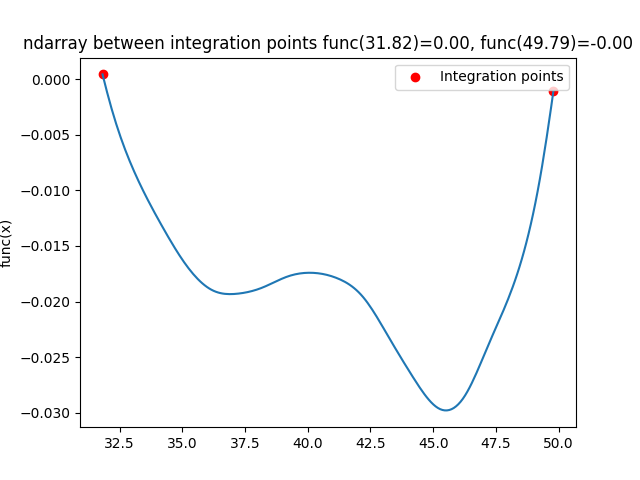 ndarray between integration points func(31.82)=0.00, func(49.79)=-0.00
Integration points
func(x)
0.000
−0.005
−0.010
−0.015
−0.020
−0.025
−0.030
32.5 35.0 37.5 40.0 42.5 45.0 47.5 50.0